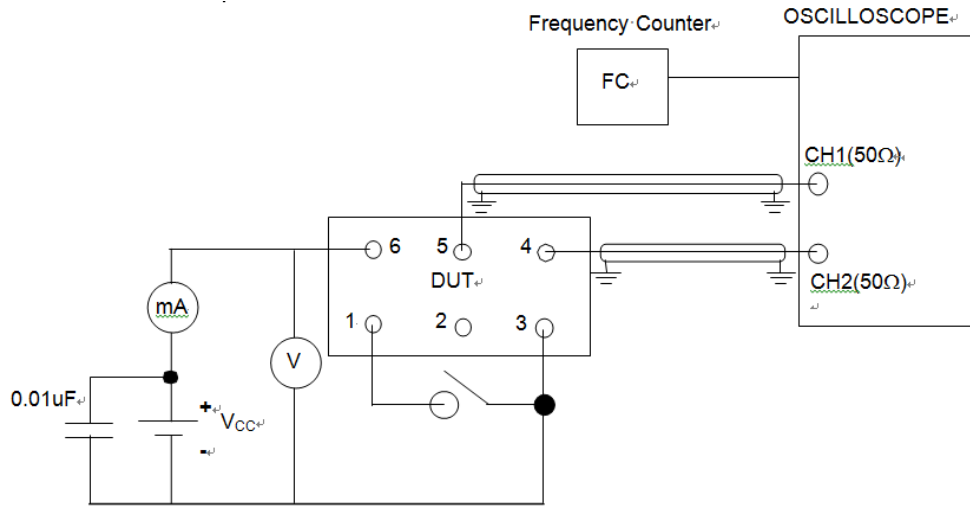 OSCILLOSCOPE
Frequency Counter
FC
CH1(50Ω)
6 5 4
DUT
CH2(50Ω)
mA
1 2 3
V
0.01uF
+
VCC
-